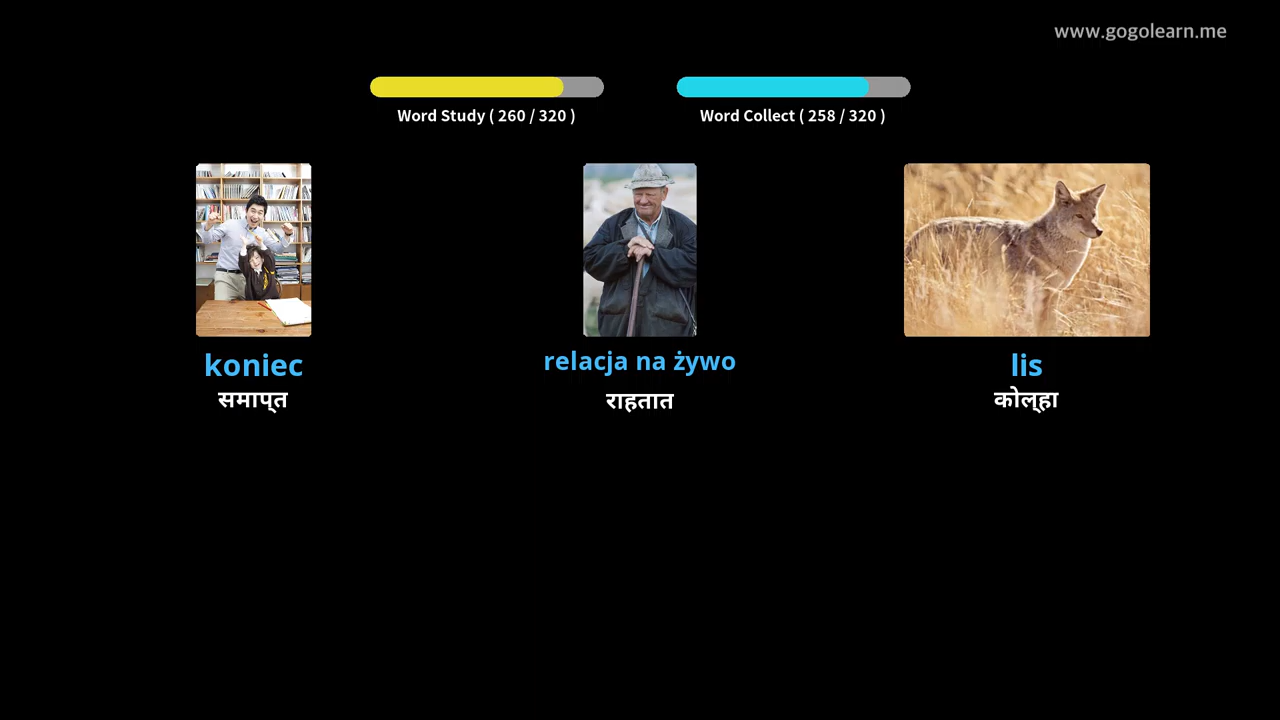 www.gogolearn.me
Word Study ( 260 / 320 )
Word Collect ( 258 / 320 )
koniec
समाप्त
relacja na żywo
राहतात
lis
कोल्हा